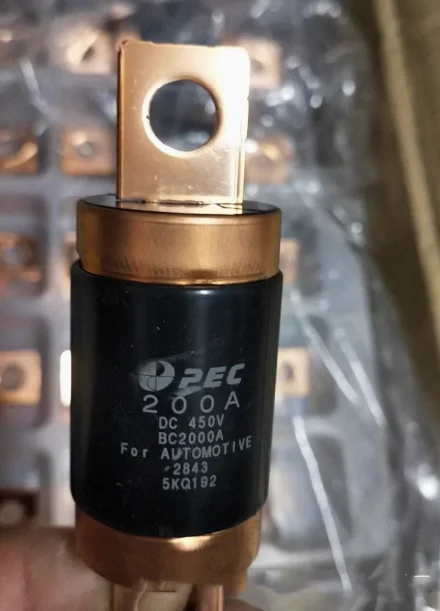 PEC
200A
DC 450V
BC2000A
For AUTOMOTIVE
2843
5KQ192